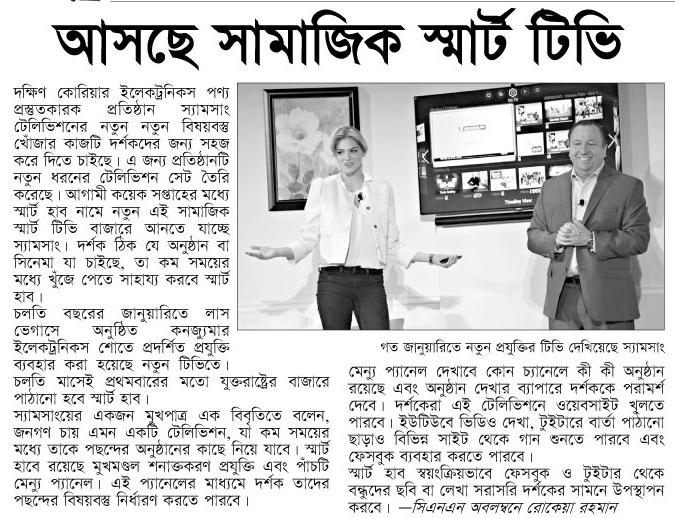 আসছে সামাজিক স্মার্ট টিভি
দক্ষিণ কোরিয়ার ইলেকট্রনিকস পণ্য
প্রস্তুতকারক প্রতিষ্ঠান স্যামসাং
টেলিভিশনের নতুন নতুন বিষয়বস্তু
খোঁজার কাজটি দর্শকদের জন্য সহজ
করে দিতে চাইছে। এ জন্য প্রতিষ্ঠানটি
নতুন ধরনের টেলিভিশন সেট তৈরি
করেছে। আগামী কয়েক সপ্তাহের মধ্যে
স্মার্ট হাব নামে নতুন এই সামাজিক
স্মার্ট টিভি বাজারে আনতে যাচ্ছে
স্যামসাং। দর্শক ঠিক যে অনুষ্ঠান বা
সিনেমা যা চাইছে, তা কম সময়ের
মধ্যে খুঁজে পেতে সাহায্য করবে স্মার্ট
হাব।
চলতি বছরের জানুয়ারিতে লাস
ভেগাসে অনুষ্ঠিত কনজ্যুমার
ইলেকট্রনিকস শোতে প্রদর্শিত প্রযুক্তি
ব্যবহার করা হয়েছে নতুন টিভিতে।
চলতি মাসেই প্রথমবারের মতো যুক্তরাষ্ট্রের বাজারে
পাঠানো হবে স্মার্ট হাব।
স্যামসাংয়ের একজন মুখপাত্র এক বিবৃতিতে বলেন,
জনগণ চায় এমন একটি টেলিভিশন, যা কম সময়ের
মধ্যে তাকে পছন্দের অনুষ্ঠানের কাছে নিয়ে যাবে। স্মার্ট
হাবে রয়েছে মুখমণ্ডল শনাক্তকরণ প্রযুক্তি এবং পাঁচটি
মেন্যু প্যানেল। এই প্যানেলের মাধ্যমে দর্শক তাদের
পছন্দের বিষয়বস্তু নির্ধারণ করতে পারবে।
On TV
Timeline View
গত জানুয়ারিতে নতুন প্রযুক্তির টিভি দেখিয়েছে স্যামসাং
মেন্যু প্যানেল দেখাবে কোন চ্যানেলে কী কী অনুষ্ঠান
রয়েছে এবং অনুষ্ঠান দেখার ব্যাপারে দর্শককে পরামর্শ
দেবে। দর্শকেরা এই টেলিভিশনে ওয়েবসাইট খুলতে
পারবে। ইউটিউবে ভিডিও দেখা, টুইটারে বার্তা পাঠানো
ছাড়াও বিভিন্ন সাইট থেকে গান শুনতে পারবে এবং
ফেসবুক ব্যবহার করতে পারবে।
স্মার্ট হাব স্বয়ংক্রিয়ভাবে ফেসবুক ও টুইটার থেকে
বন্ধুদের ছবি বা লেখা সরাসরি দর্শকের সামনে উপস্থাপন
করবে। —সিএনএন অবলম্বনে রোকেয়া রহমান